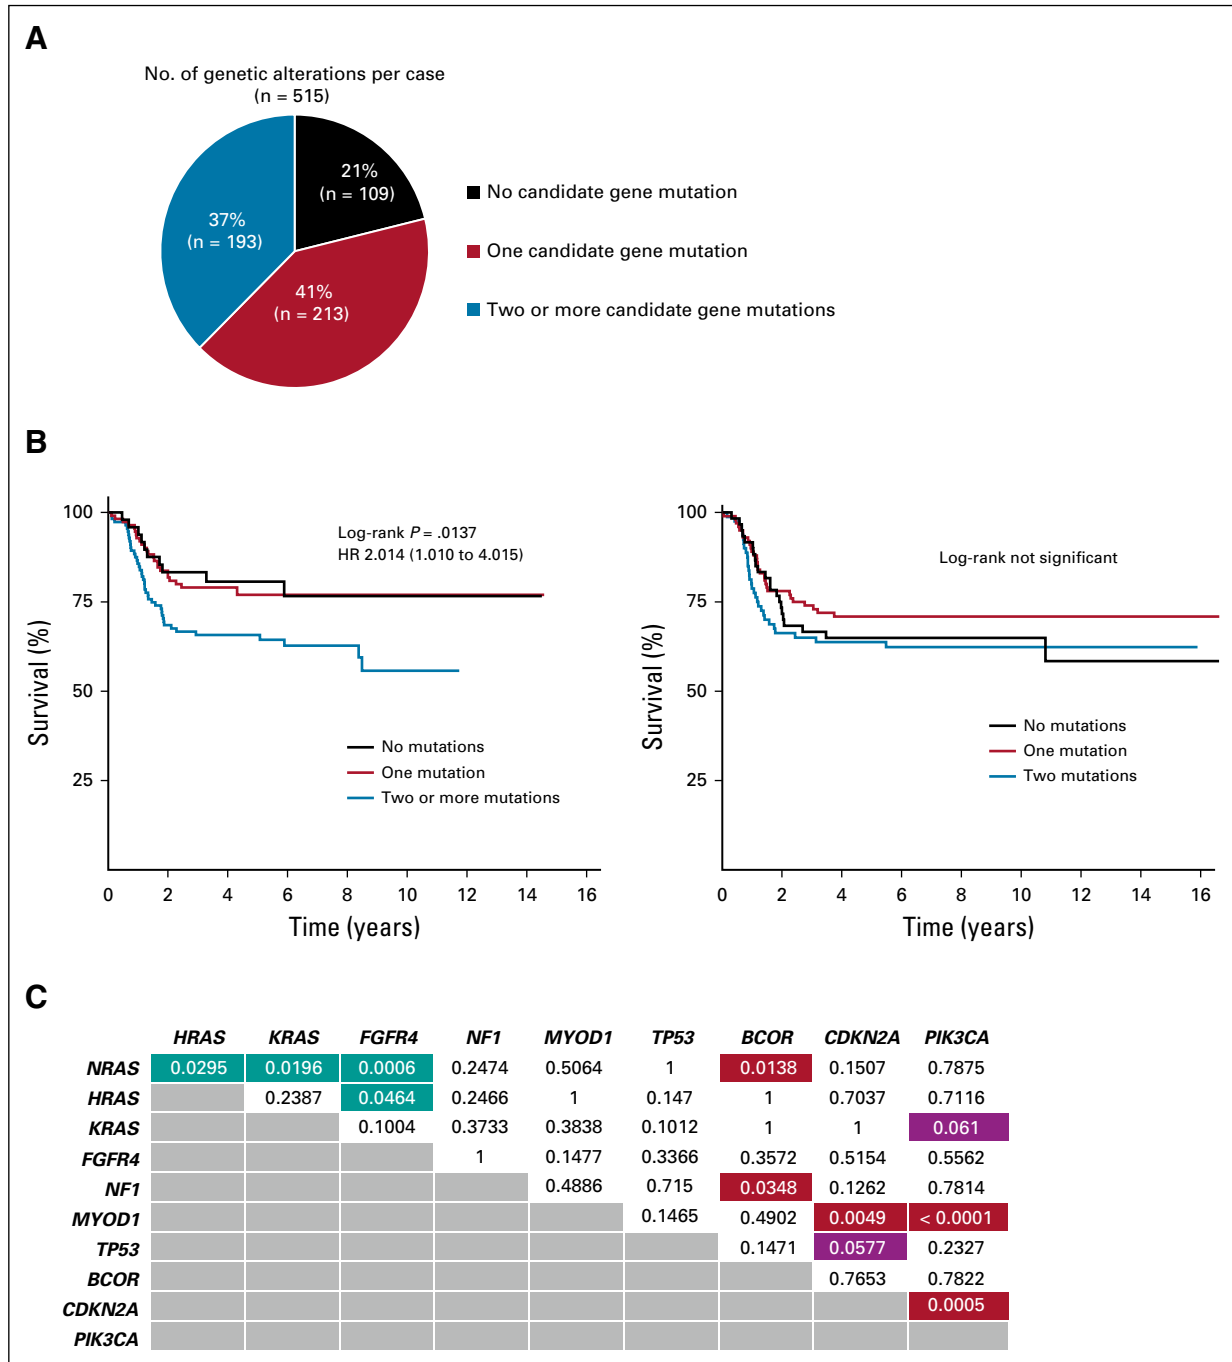 A
No. of genetic alterations per case
(n = 515)
21%
(n = 109)
37%
(n = 193)
41%
(n = 213)
No candidate gene mutation
One candidate gene mutation
Two or more candidate gene mutations
B
Survival (%)
100
75
50
25
Log-rank P = .0137
HR 2.014 (1.010 to 4.015)
No mutations
One mutation
Two or more mutations
0 2 4 6 8 10 12 14 16
Time (years)
Survival (%)
100
75
50
25
Log-rank not significant
No mutations
One mutation
Two mutations
0 2 4 6 8 10 12 14 16
Time (years)
C
HRAS KRAS FGFR4 NF1 MYOD1 TP53 BCOR CDKN2A PIK3CA
NRAS 0.0295 0.0196 0.0006 0.2474 0.5064 1 0.0138 0.1507 0.7875
HRAS 0.2387 0.0464 0.2466 1 0.147 1 0.7037 0.7116
KRAS 0.1004 0.3733 0.3838 0.1012 1 1 0.061
FGFR4 1 0.1477 0.3366 0.3572 0.5154 0.5562
NF1 0.4886 0.715 0.0348 0.1262 0.7814
MYOD1 0.1465 0.4902 0.0049 < 0.0001
TP53 0.1471 0.0577 0.2327
BCOR 0.7653 0.7822
CDKN2A 0.0005
PIK3CA